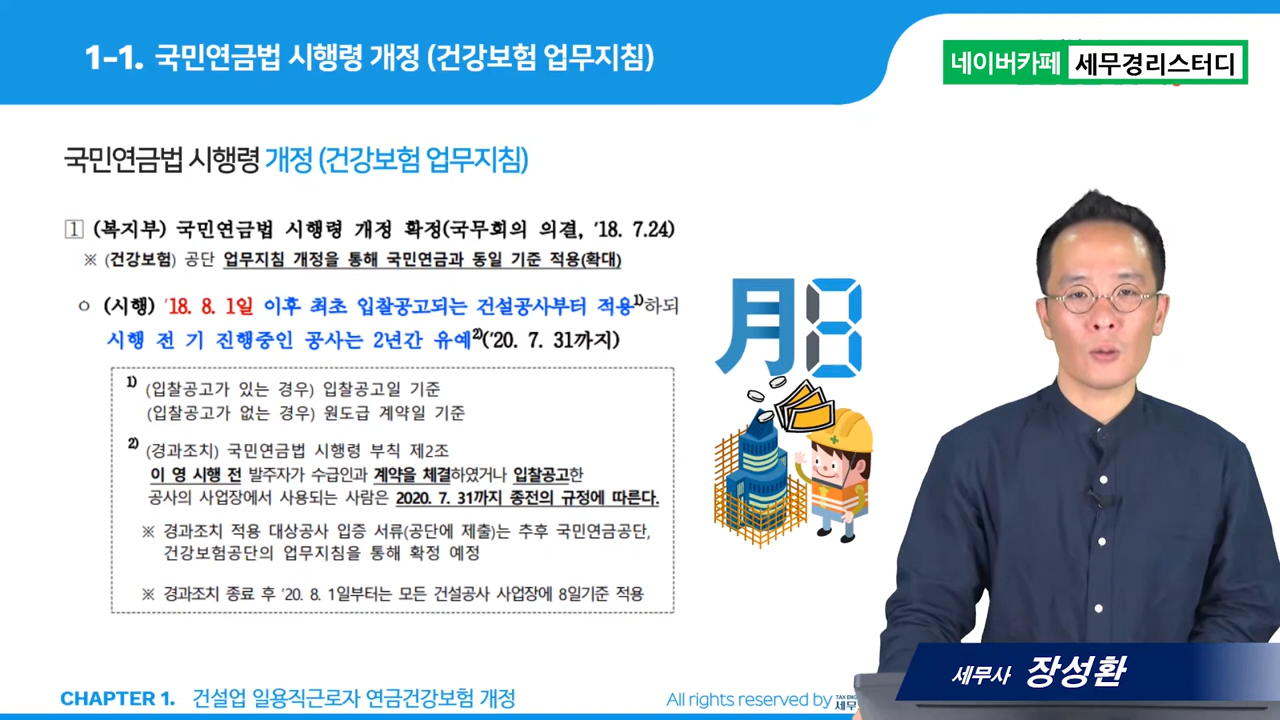 1-1. 국민연금법 시행령 개정 (건강보험 업무지침)
네이버카페 세무경리스터디
국민연금법 시행령 개정 (건강보험 업무지침)
1 (복지부) 국민연금법 시행령 개정 확정(국무회의 의결, '18. 7.24)
※ (건강보험) 공단 업무지침 개정을 통해 국민연금과 동일 기준 적용(확대)
ㅇ (시행) '18. 8. 1일 이후 최초 입찰공고되는 건설공사부터 적용1)하되
시행 전 기 진행중인 공사는 2년간 유예2)('20. 7. 31까지)
1) (입찰공고가 있는 경우) 입찰공고일 기준
(입찰공고가 없는 경우) 원도급 계약일 기준
2) (경과조치) 국민연금법 시행령 부칙 제2조
이 영 시행 전 발주자가 수급인과 계약을 체결하였거나 입찰공고한
공사의 사업장에서 사용되는 사람은 2020. 7. 31까지 종전의 규정에 따른다.
※ 경과조치 적용 대상공사 입증 서류(공단에 제출)는 추후 국민연금공단,
건강보험공단의 업무지침을 통해 확정 예정
※ 경과조치 종료 후 '20. 8. 1일부터는 모든 건설공사 사업장에 8일기준 적용
月 8
세무사 장성환
CHAPTER 1. 건설업 일용직근로자 연금건강보험 개정
All rights reserved by